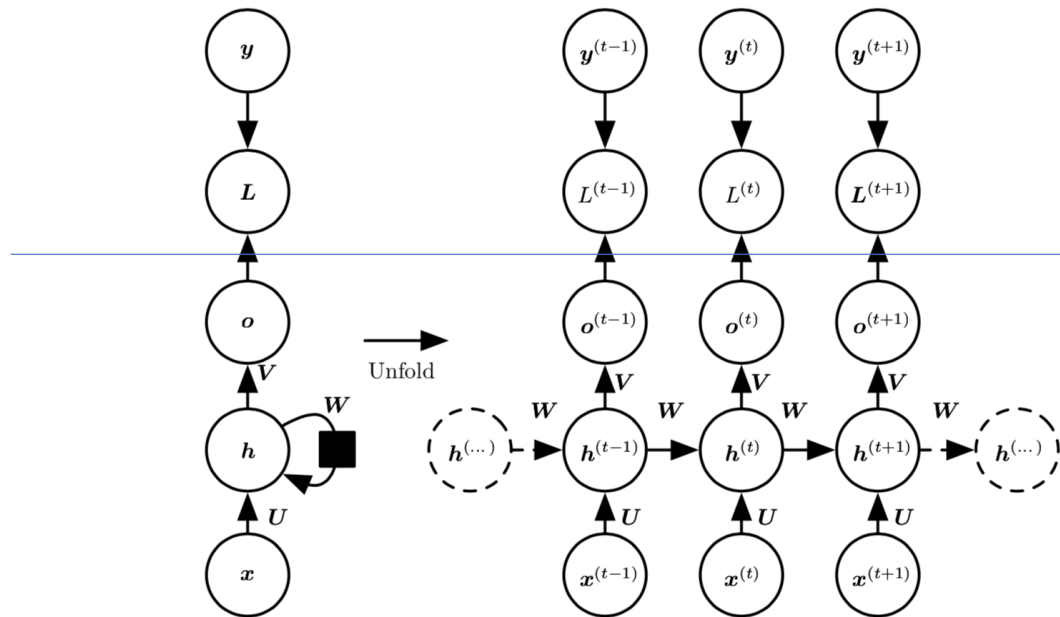 y y^{(t−1)} y^{(t)} y^{(t+1)}
L L^{(t−1)} L^{(t)} L^{(t+1)}
o o^{(t−1)} o^{(t)} o^{(t+1)}
Unfold
V V V V
W W W W W
h h^{(...)} h^{(t−1)} h^{(t)} h^{(t+1)} h^{(...)}
U U U U
x x^{(t−1)} x^{(t)} x^{(t+1)}